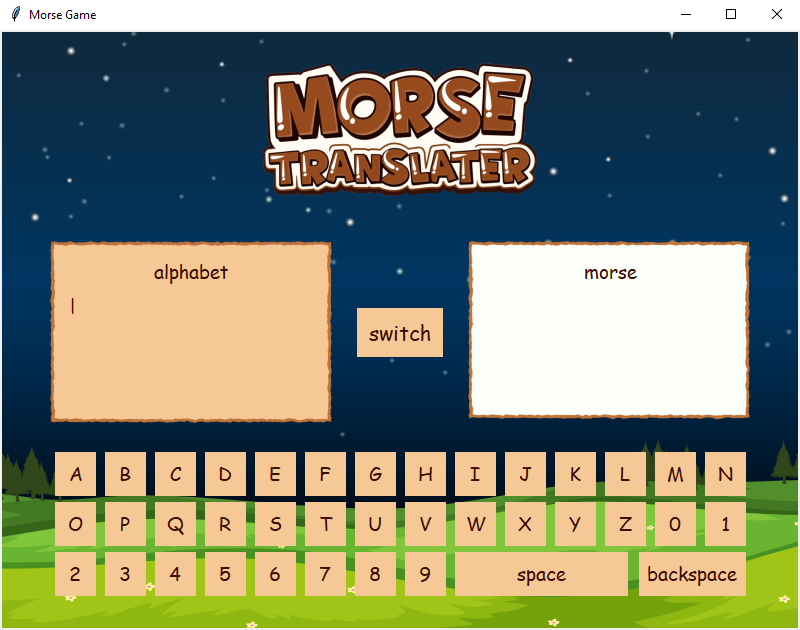 Morse Game
MORSE
TRANSLATER
alphabet
morse
switch
A B C D E F G H I J K L M N
O P Q R S T U V W X Y Z 0 1
2 3 4 5 6 7 8 9 space backspace